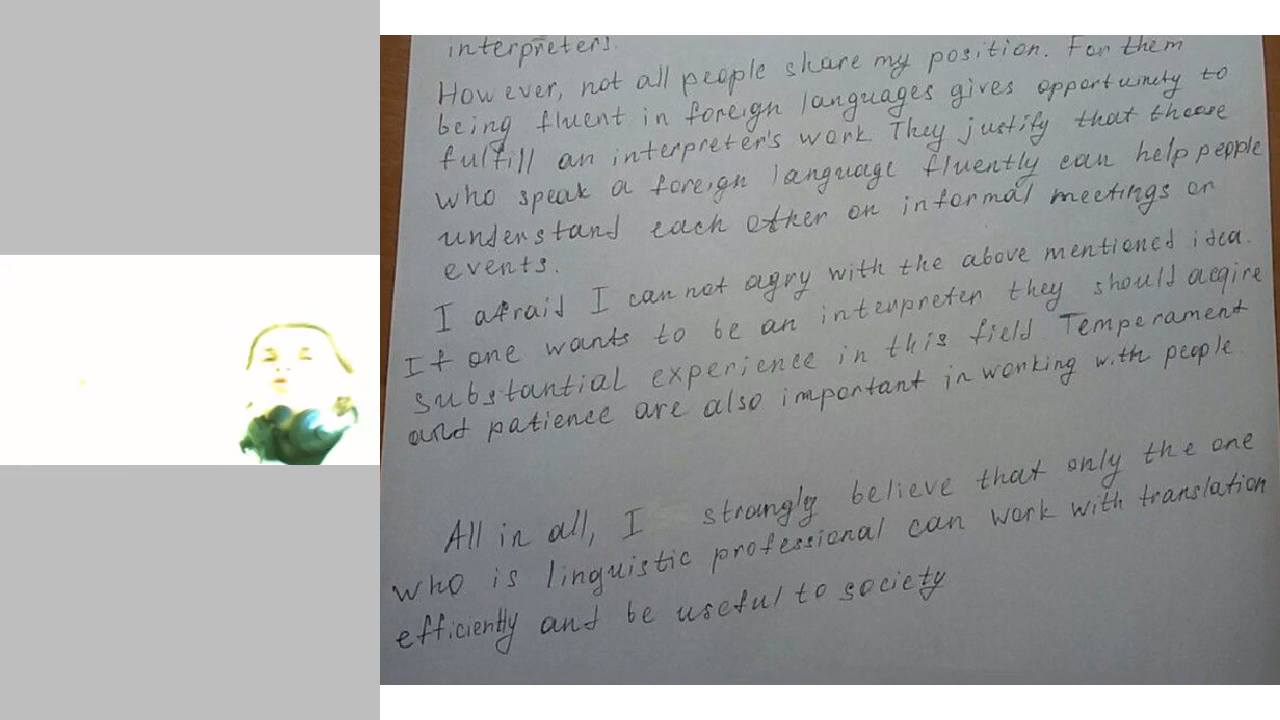 interpreters.
However, not all people share my position. For them
being fluent in foreign languages gives opportunity to
fulfill an interpreter's work They justify that those
who speak a foreign language fluently can help people
understand each other on informal meetings or
events.
I afraid I can not agry with the above mentioned idea.
If one wants to be an interpreter they should acqire
substantial experience in this field Temperament
and patience are also important in working with people
All in all, I strongly believe that only the one
who is linguistic professional can work with translation
efficiently and be useful to society